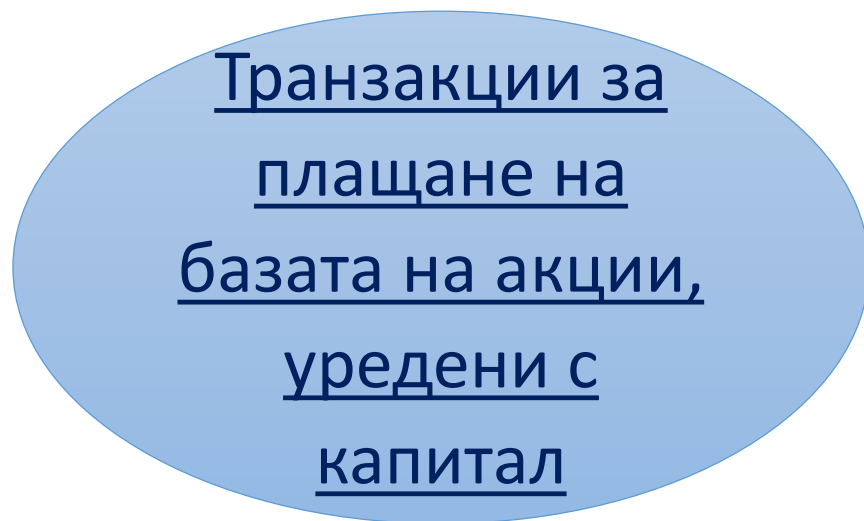 Транзакции за
плащане на
базата на акции,
уредени с
капитал